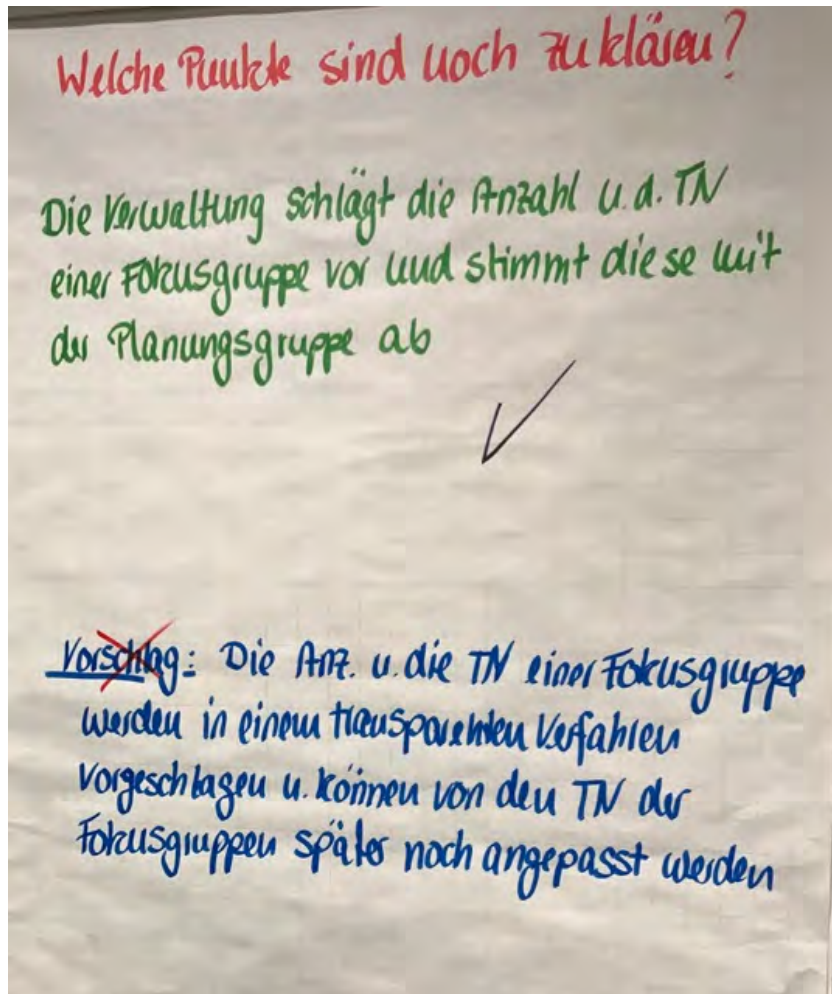 Welche Punkte sind noch zu klären?
Die Verwaltung schlägt die Anzahl u.d. TN
einer Fokusgruppe vor und stimmt diese mit
der Planungsgruppe ab
Vorschlag: Die Anz. u. die TN einer Fokusgruppe
werden in einem transparenten Verfahren
vorgeschlagen u. können von den TN der
Fokusgruppen später noch angepasst werden